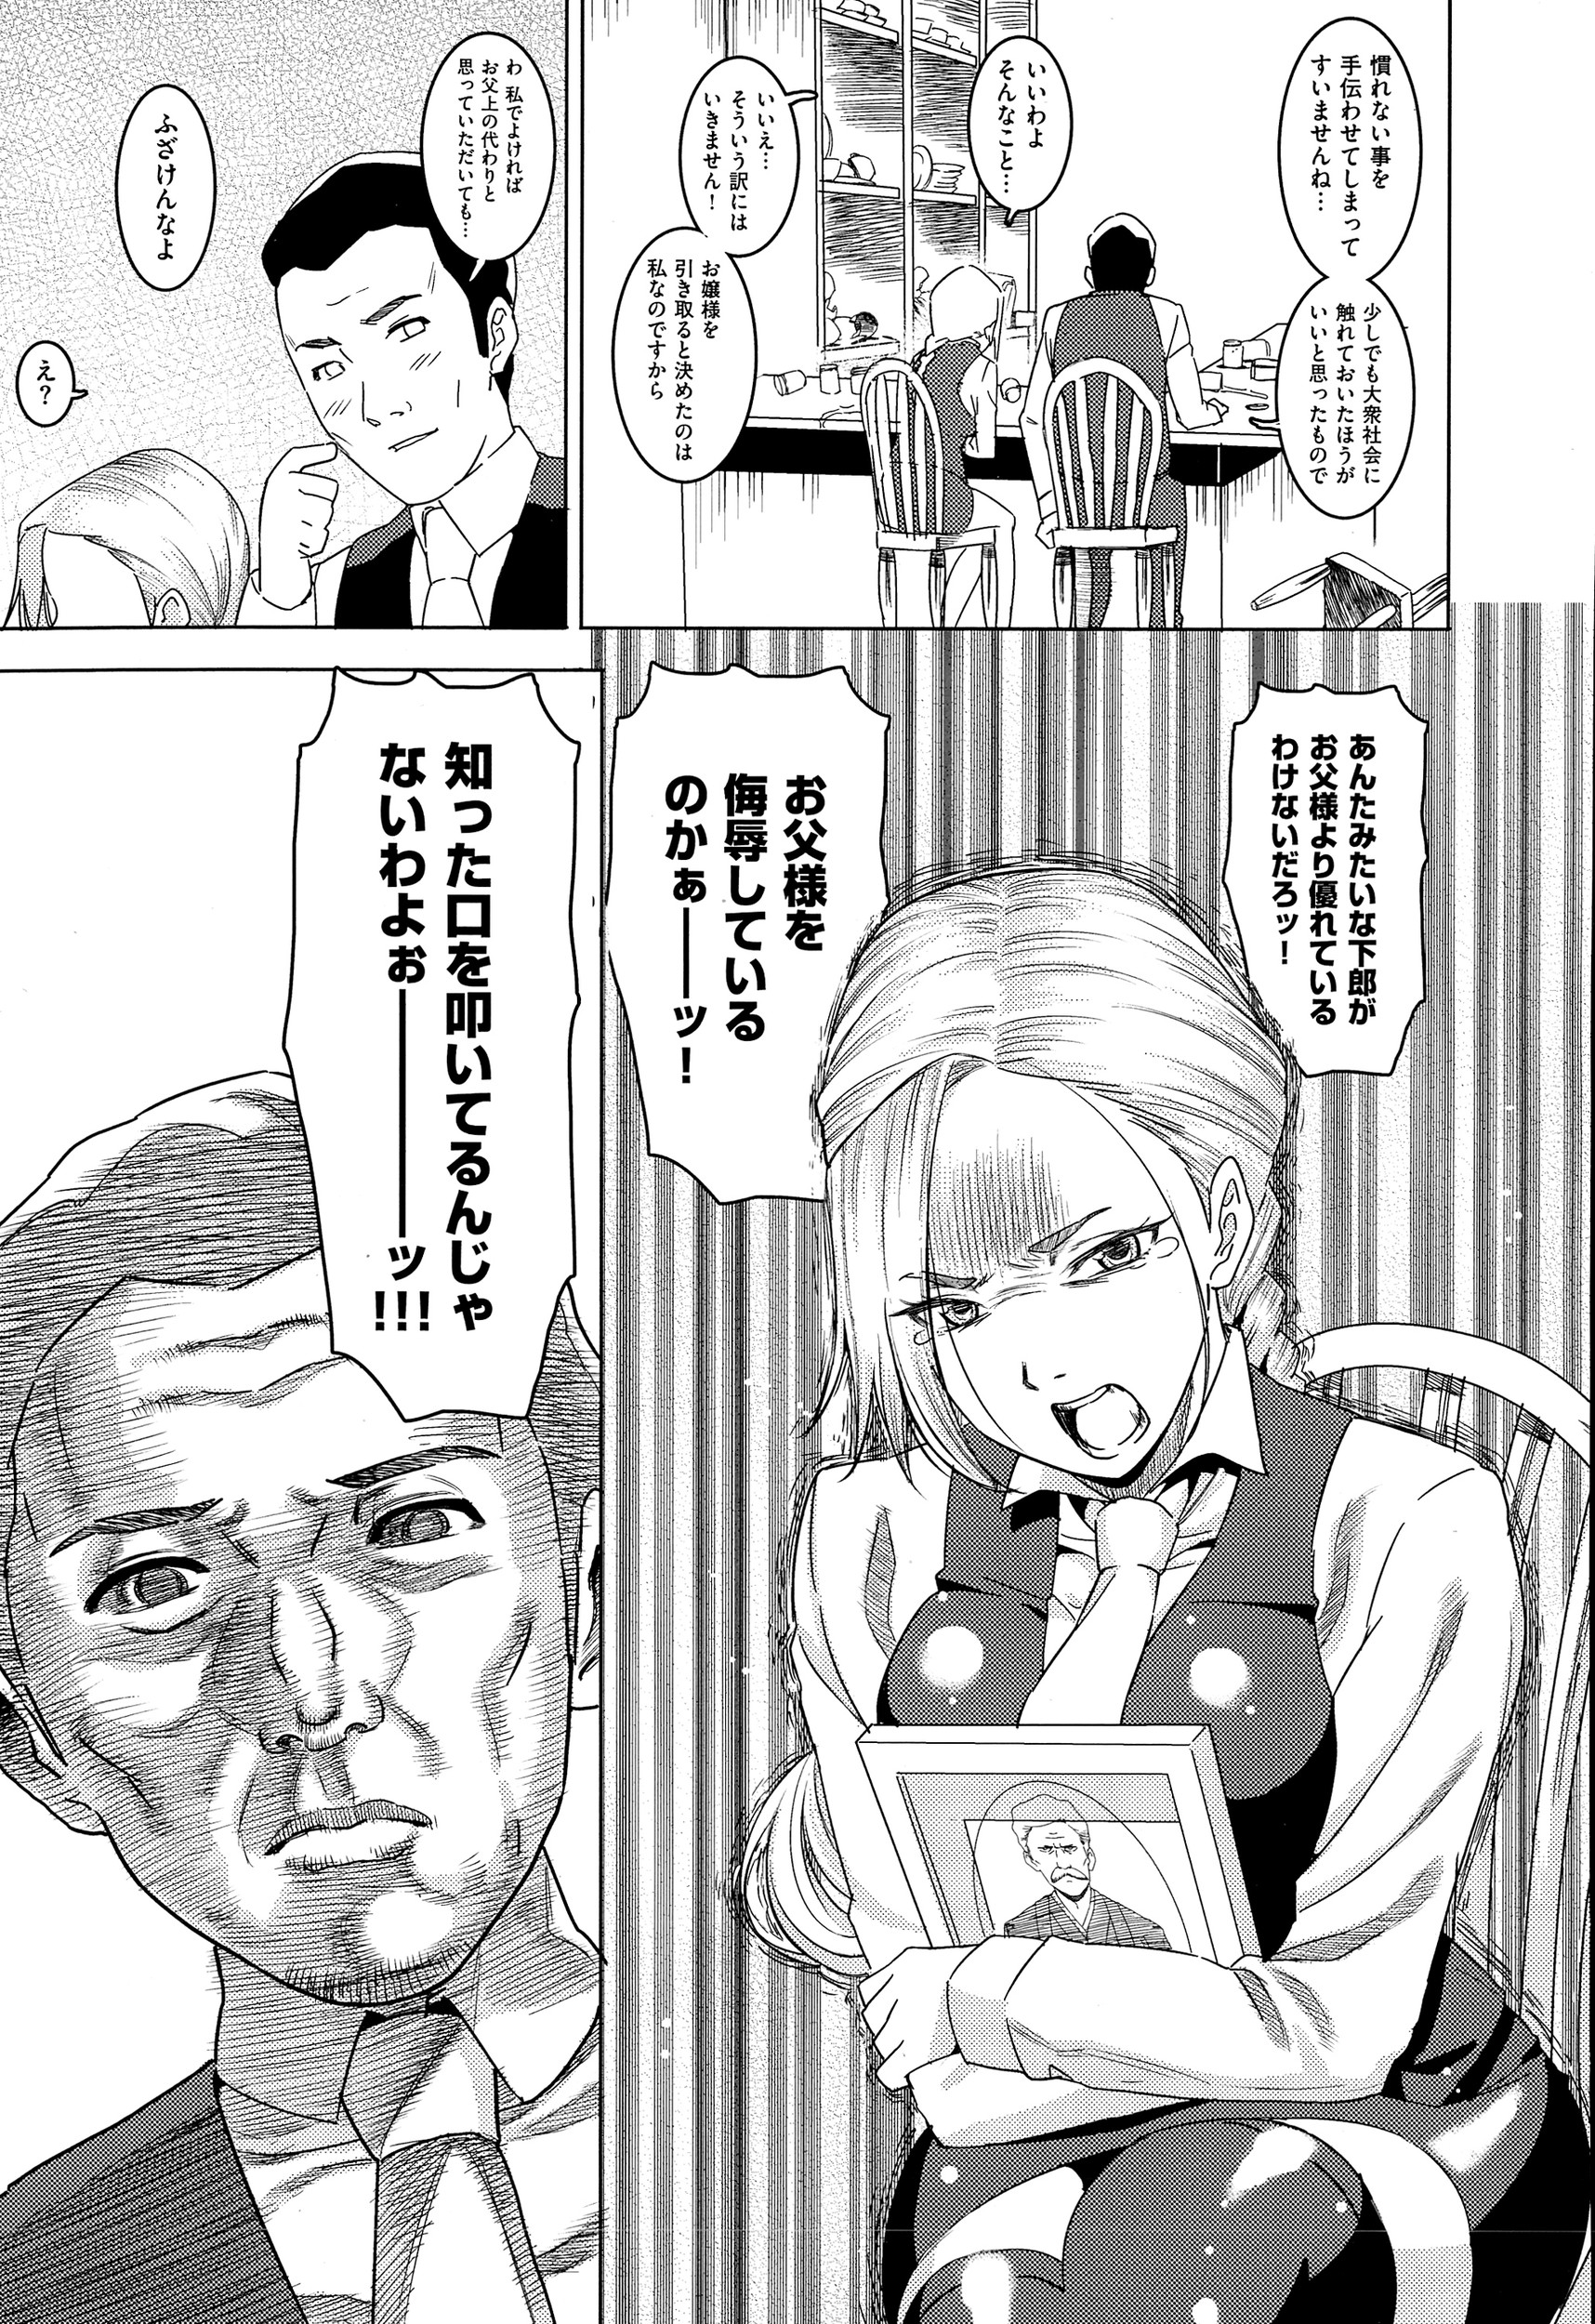 慣れない事を
手伝わせてしまって
すいませんね…
少しでも大衆社会に
触れておいたほうが
いいと思ったもので
いいわよ
そんなこと…
いいえ…
そういう訳には
いきません！
お嬢様を
引き取ると決めたのは
私なのですから
わ 私でよければ
お父上の代わりと
思っていただいても…
ふざけんなよ
え？
あんたみたいな下郎が
お父様より優れている
わけないだろッ！
お父様を
侮辱している
のかぁ――ッ！
知った口を叩いてるんじゃ
ないわよぉ――――ッ!!!